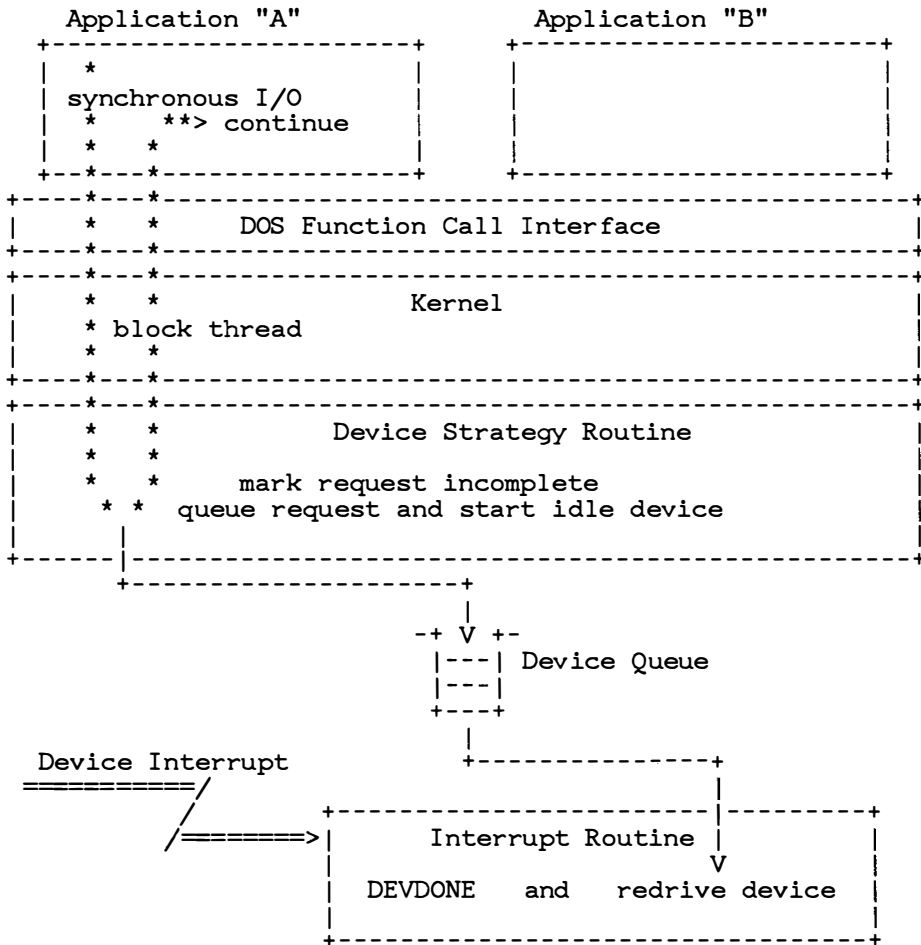 Application "A" Application "B"
synchronous I/O
**> continue
DOS Function Call Interface
Kernel
* block thread
Device Strategy Routine
mark request incomplete
queue request and start idle device
V
Device Queue
Device Interrupt
Interrupt Routine
V
DEVDONE and redrive device